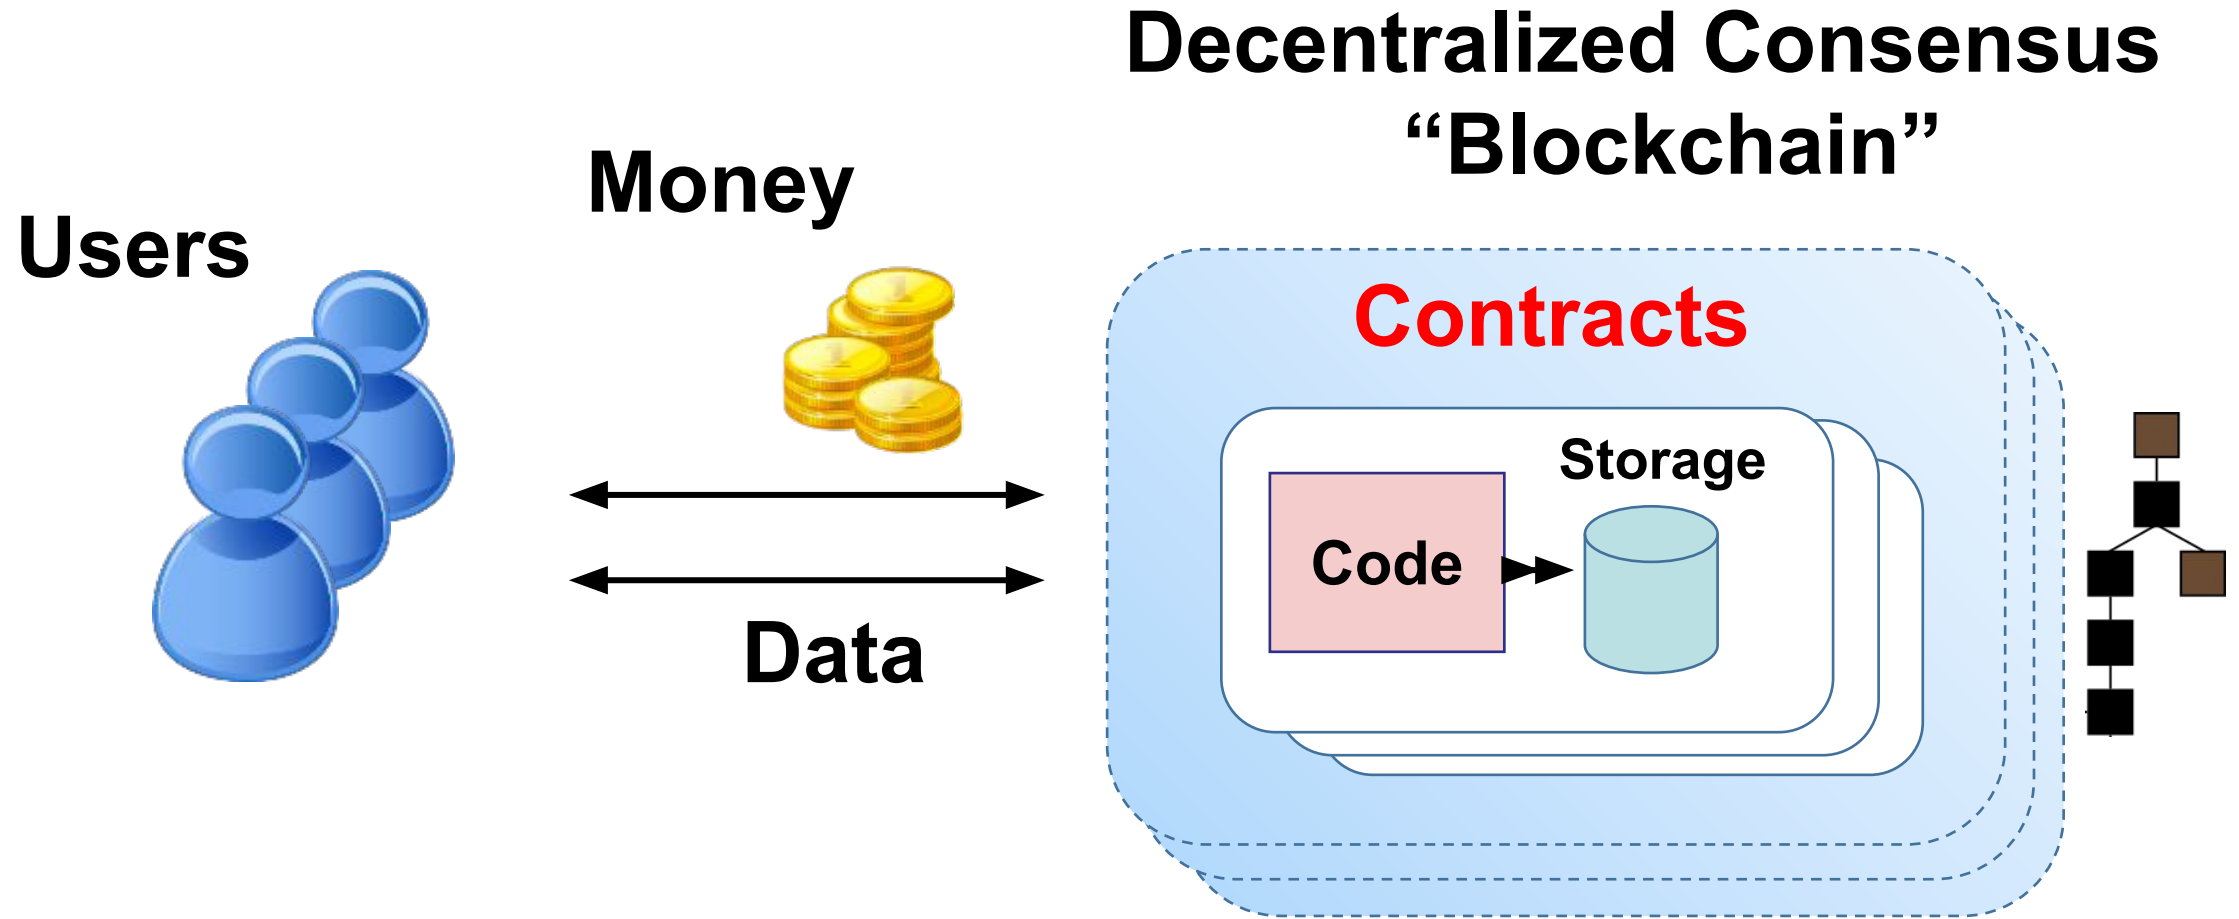 Decentralized Consensus
“Blockchain”
Money
Users
Contracts
Storage
Code
Data